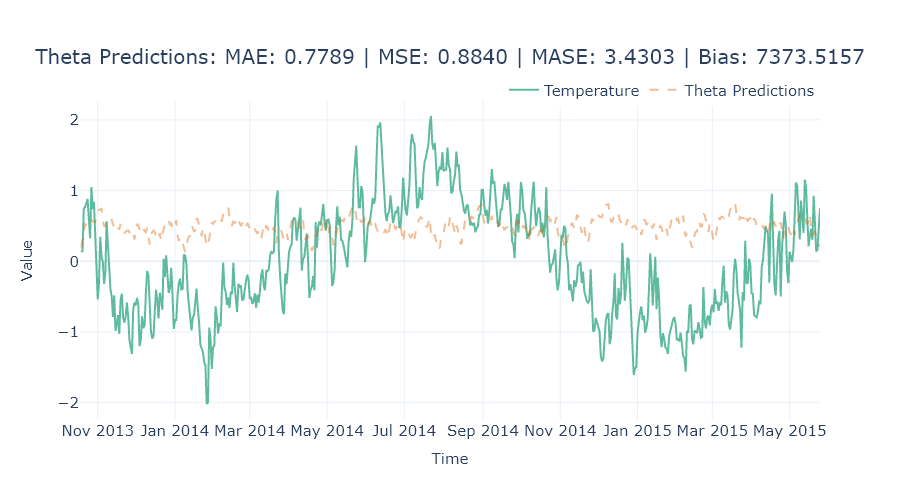 Theta Predictions: MAE: 0.7789 | MSE: 0.8840 | MASE: 3.4303 | Bias: 7373.5157
Temperature
Theta Predictions
2
1
0
−1
−2
Value
Nov 2013
Jan 2014
Mar 2014
May 2014
Jul 2014
Sep 2014
Nov 2014
Jan 2015
Mar 2015
May 2015
Time